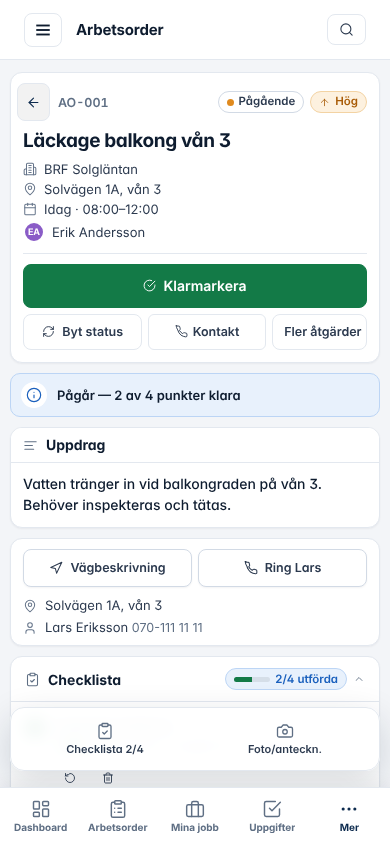 Arbetsorder
AO-001
Pågående
Hög
Läckage balkong vån 3
BRF Solgläntan
Solvägen 1A, vån 3
Idag · 08:00–12:00
EA Erik Andersson
Klarmarkera
Byt status
Kontakt
Fler åtgärder
Pågår — 2 av 4 punkter klara
Uppdrag
Vatten tränger in vid balkongraden på vån 3.
Behöver inspekteras och tätas.
Vägbeskrivning
Ring Lars
Solvägen 1A, vån 3
Lars Eriksson 070-111 11 11
Checklista
2/4 utförda
Checklista 2/4
Foto/anteckn.
Dashboard
Arbetsorder
Mina jobb
Uppgifter
Mer